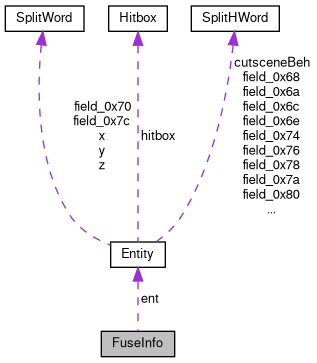 SplitWord
Hitbox
SplitHWord
cutsceneBeh
field_0x68
field_0x6a
field_0x6c
field_0x6e
field_0x74
field_0x76
field_0x78
field_0x7a
field_0x80
...
field_0x70
field_0x7c
x
y
z
hitbox
Entity
ent
FuseInfo